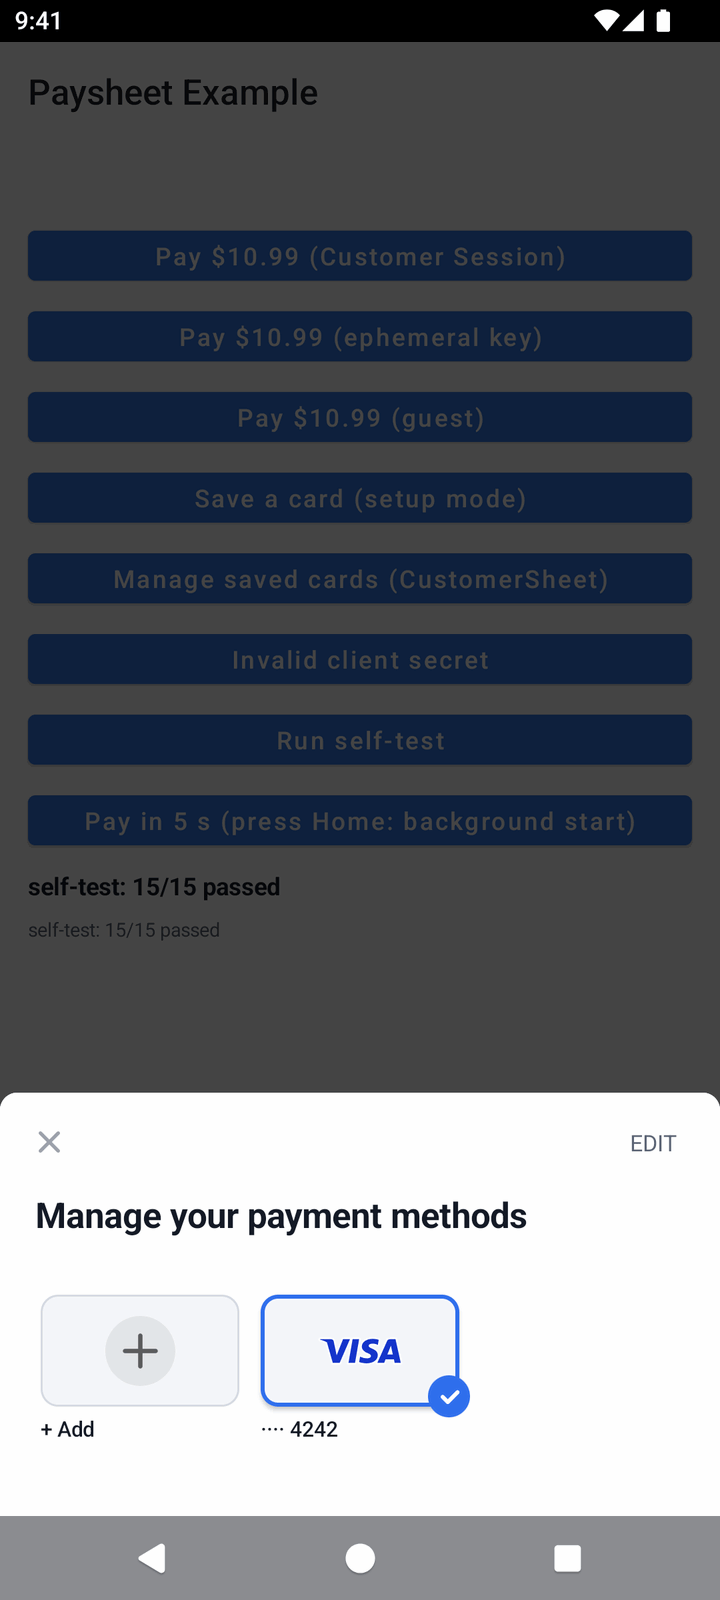 9:41
Paysheet Example
Pay $10.99 (Customer Session)
Pay $10.99 (ephemeral key)
Pay $10.99 (guest)
Save a card (setup mode)
Manage saved cards (CustomerSheet)
Invalid client secret
Run self-test
Pay in 5 s (press Home: background start)
self-test: 15/15 passed
self-test: 15/15 passed
EDIT
Manage your payment methods
VISA
+ Add
···· 4242